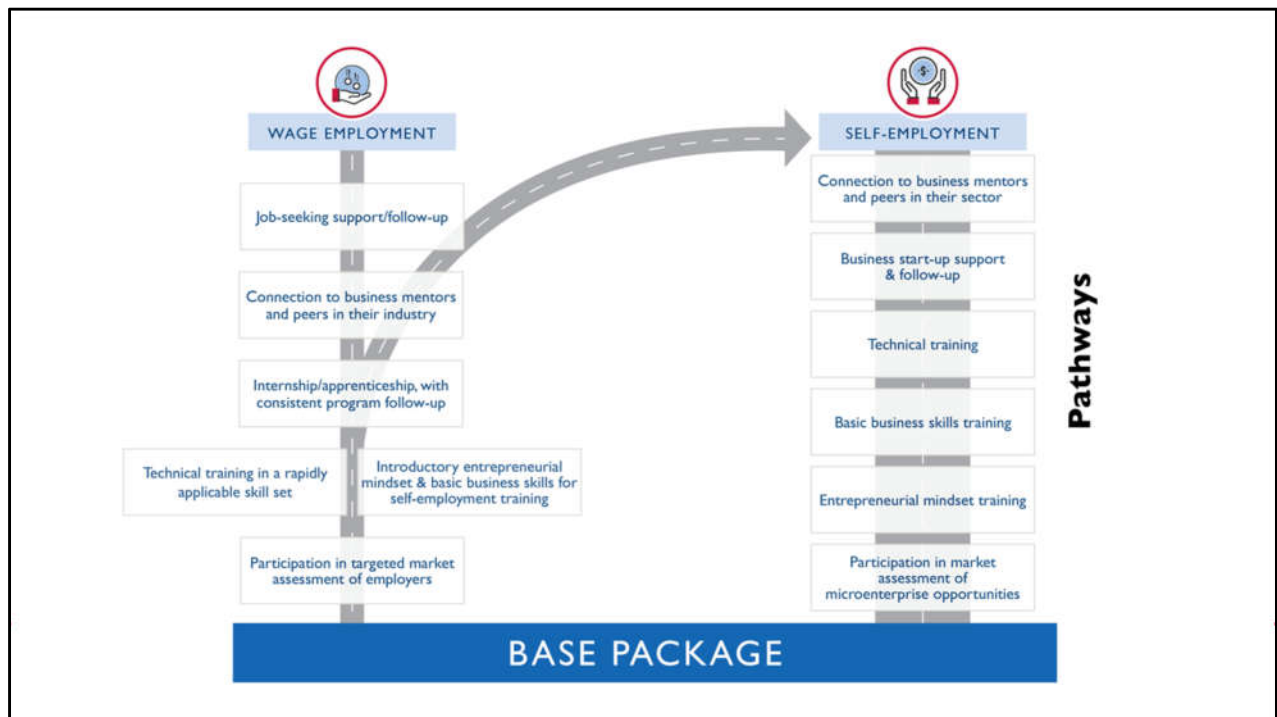 WAGE EMPLOYMENT
Job-seeking support/follow-up
Connection to business mentors
and peers in their industry
Internship/apprenticeship, with
consistent program follow-up
Technical training in a rapidly
applicable skill set
Introductory entrepreneurial
mindset & basic business skills for
self-employment training
Participation in targeted market
assessment of employers
SELF-EMPLOYMENT
Connection to business mentors
and peers in their sector
Business start-up support
& follow-up
Technical training
Basic business skills training
Entrepreneurial mindset training
Participation in market
assessment of
microenterprise opportunities
Pathways
BASE PACKAGE